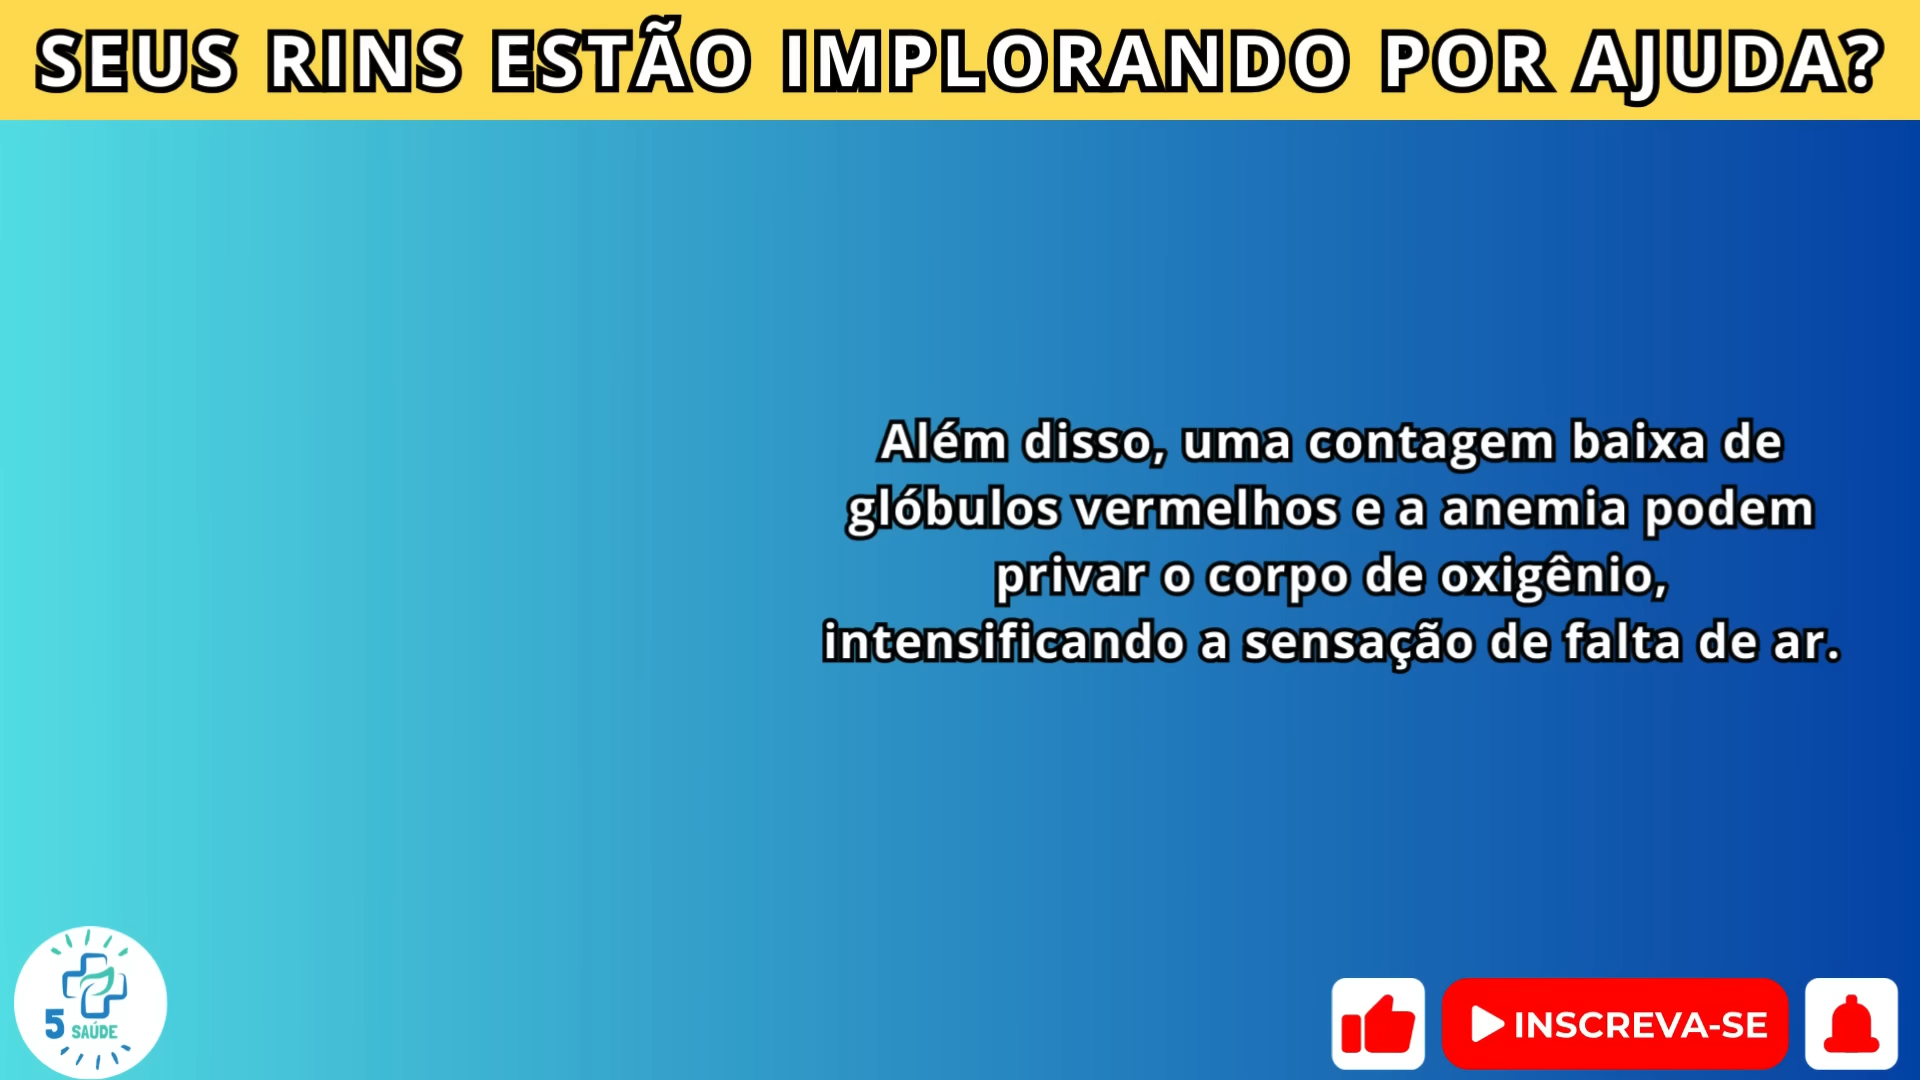 SEUS RINS ESTÃO IMPLORANDO POR AJUDA?
Além disso, uma contagem baixa de
glóbulos vermelhos e a anemia podem
privar o corpo de oxigênio,
intensificando a sensação de falta de ar.
5 SAÚDE
INSCREVA-SE